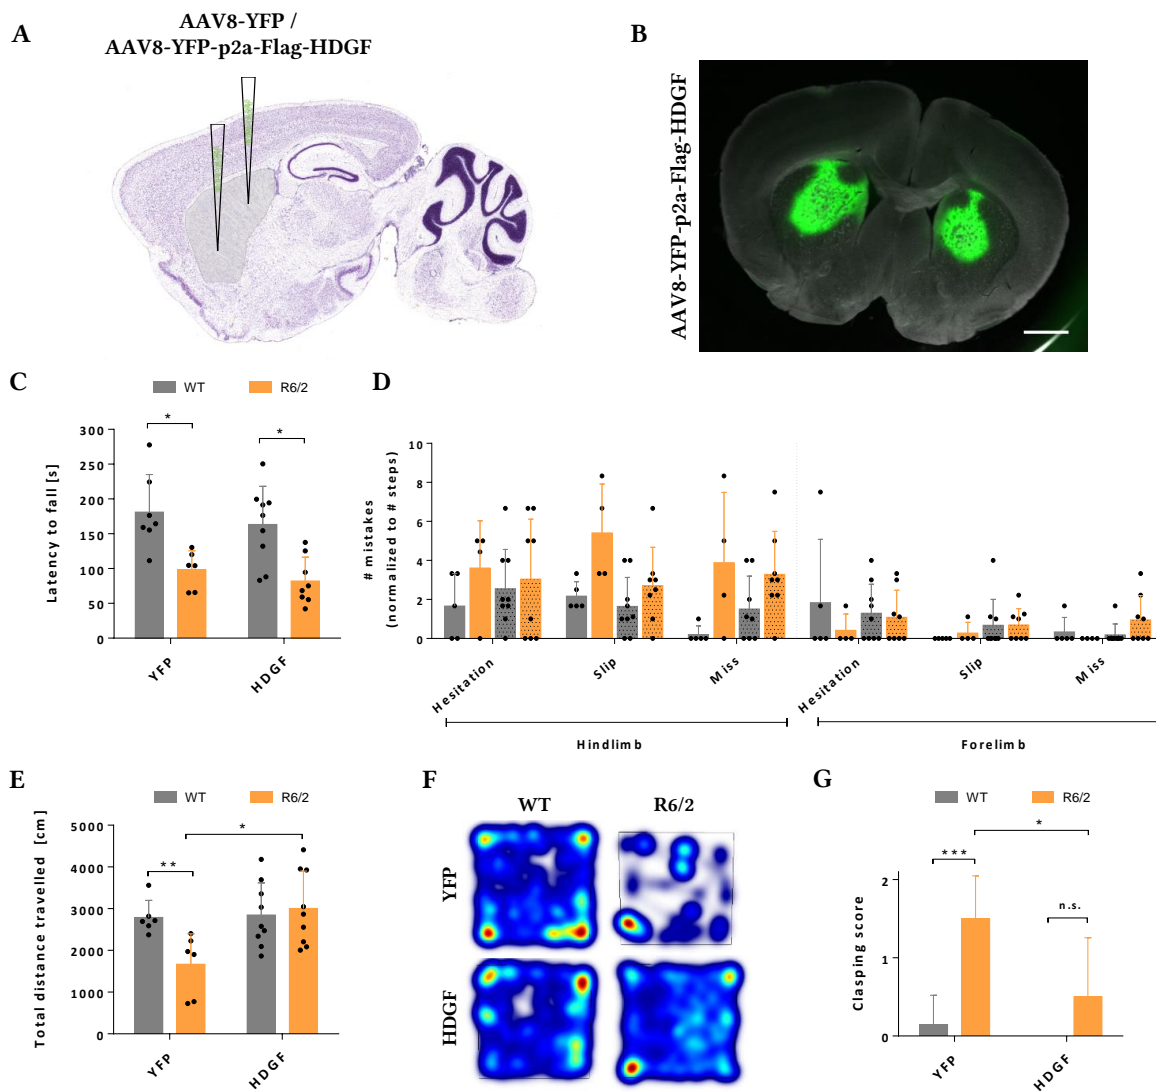 A
AAV8-YFP /
AAV8-YFP-p2a-Flag-HDGF
B
AAV8-YFP-p2a-Flag-HDGF
C
WT
R6/2
Latency to fall [s]
300
250
200
150
100
50
0
*
*
YFP
HDGF
D
# mistakes
(normalized to # steps)
10
8
6
4
2
0
Hesitation
Slip
Miss
Hesitation
Slip
Miss
Hindlimb
Forelimb
E
WT
R6/2
Total distance travelled [cm]
5000
4000
3000
2000
1000
0
*
**
YFP
HDGF
F
WT
R6/2
YFP
HDGF
G
WT
R6/2
Clasping score
2
1
0
*
***
n.s.
YFP
HDGF